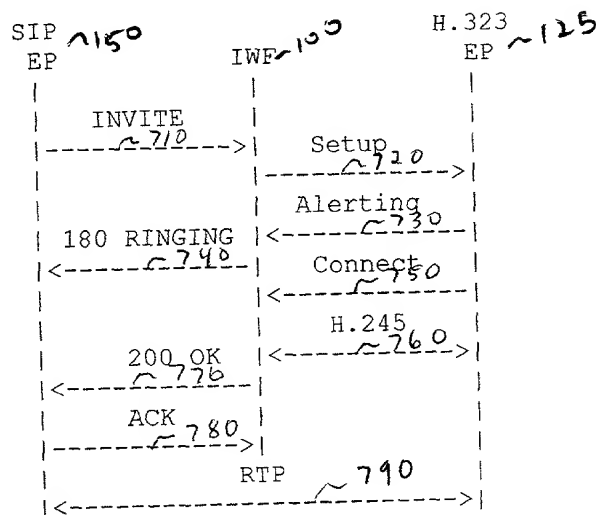 SIP ~150 H.323 ~125
EP IWF ~100 EP
INVITE
~710
Setup
~720
Alerting
~730
180 RINGING
~740
Connect
~750
H.245
~760
200 OK
~770
ACK
~780
RTP
~790